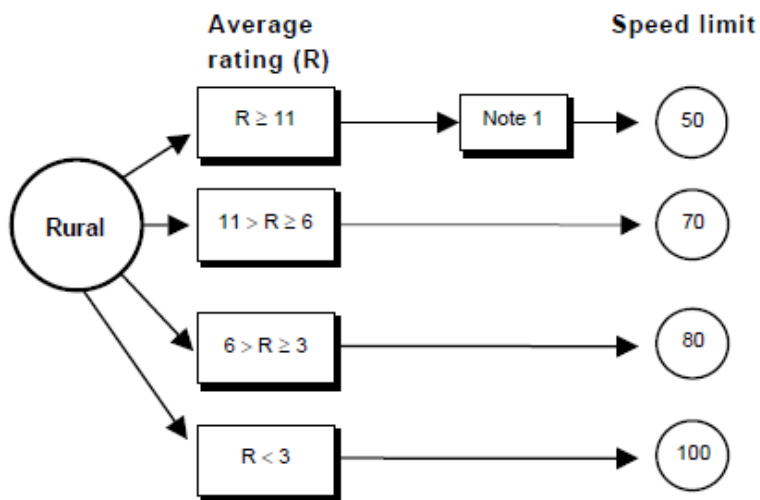 Average
rating (R)
Speed limit
R ≥ 11
Note 1
50
Rural
11 > R ≥ 6
70
6 > R ≥ 3
80
R < 3
100